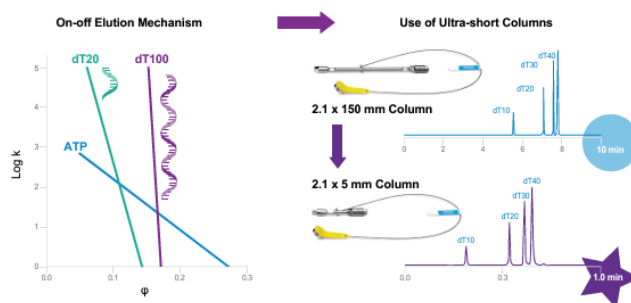 On-off Elution Mechanism
Use of Ultra-short Columns
dT20
dT100
ATP
5
4
3
2
1
0
Log k
0
0.1
0.2
0.3
φ
2.1 x 150 mm Column
dT10
dT20
dT30
dT40
0
2
4
6
8
10 min
2.1 x 5 mm Column
dT10
dT20
dT30
dT40
0.0
0.3
1.0 min